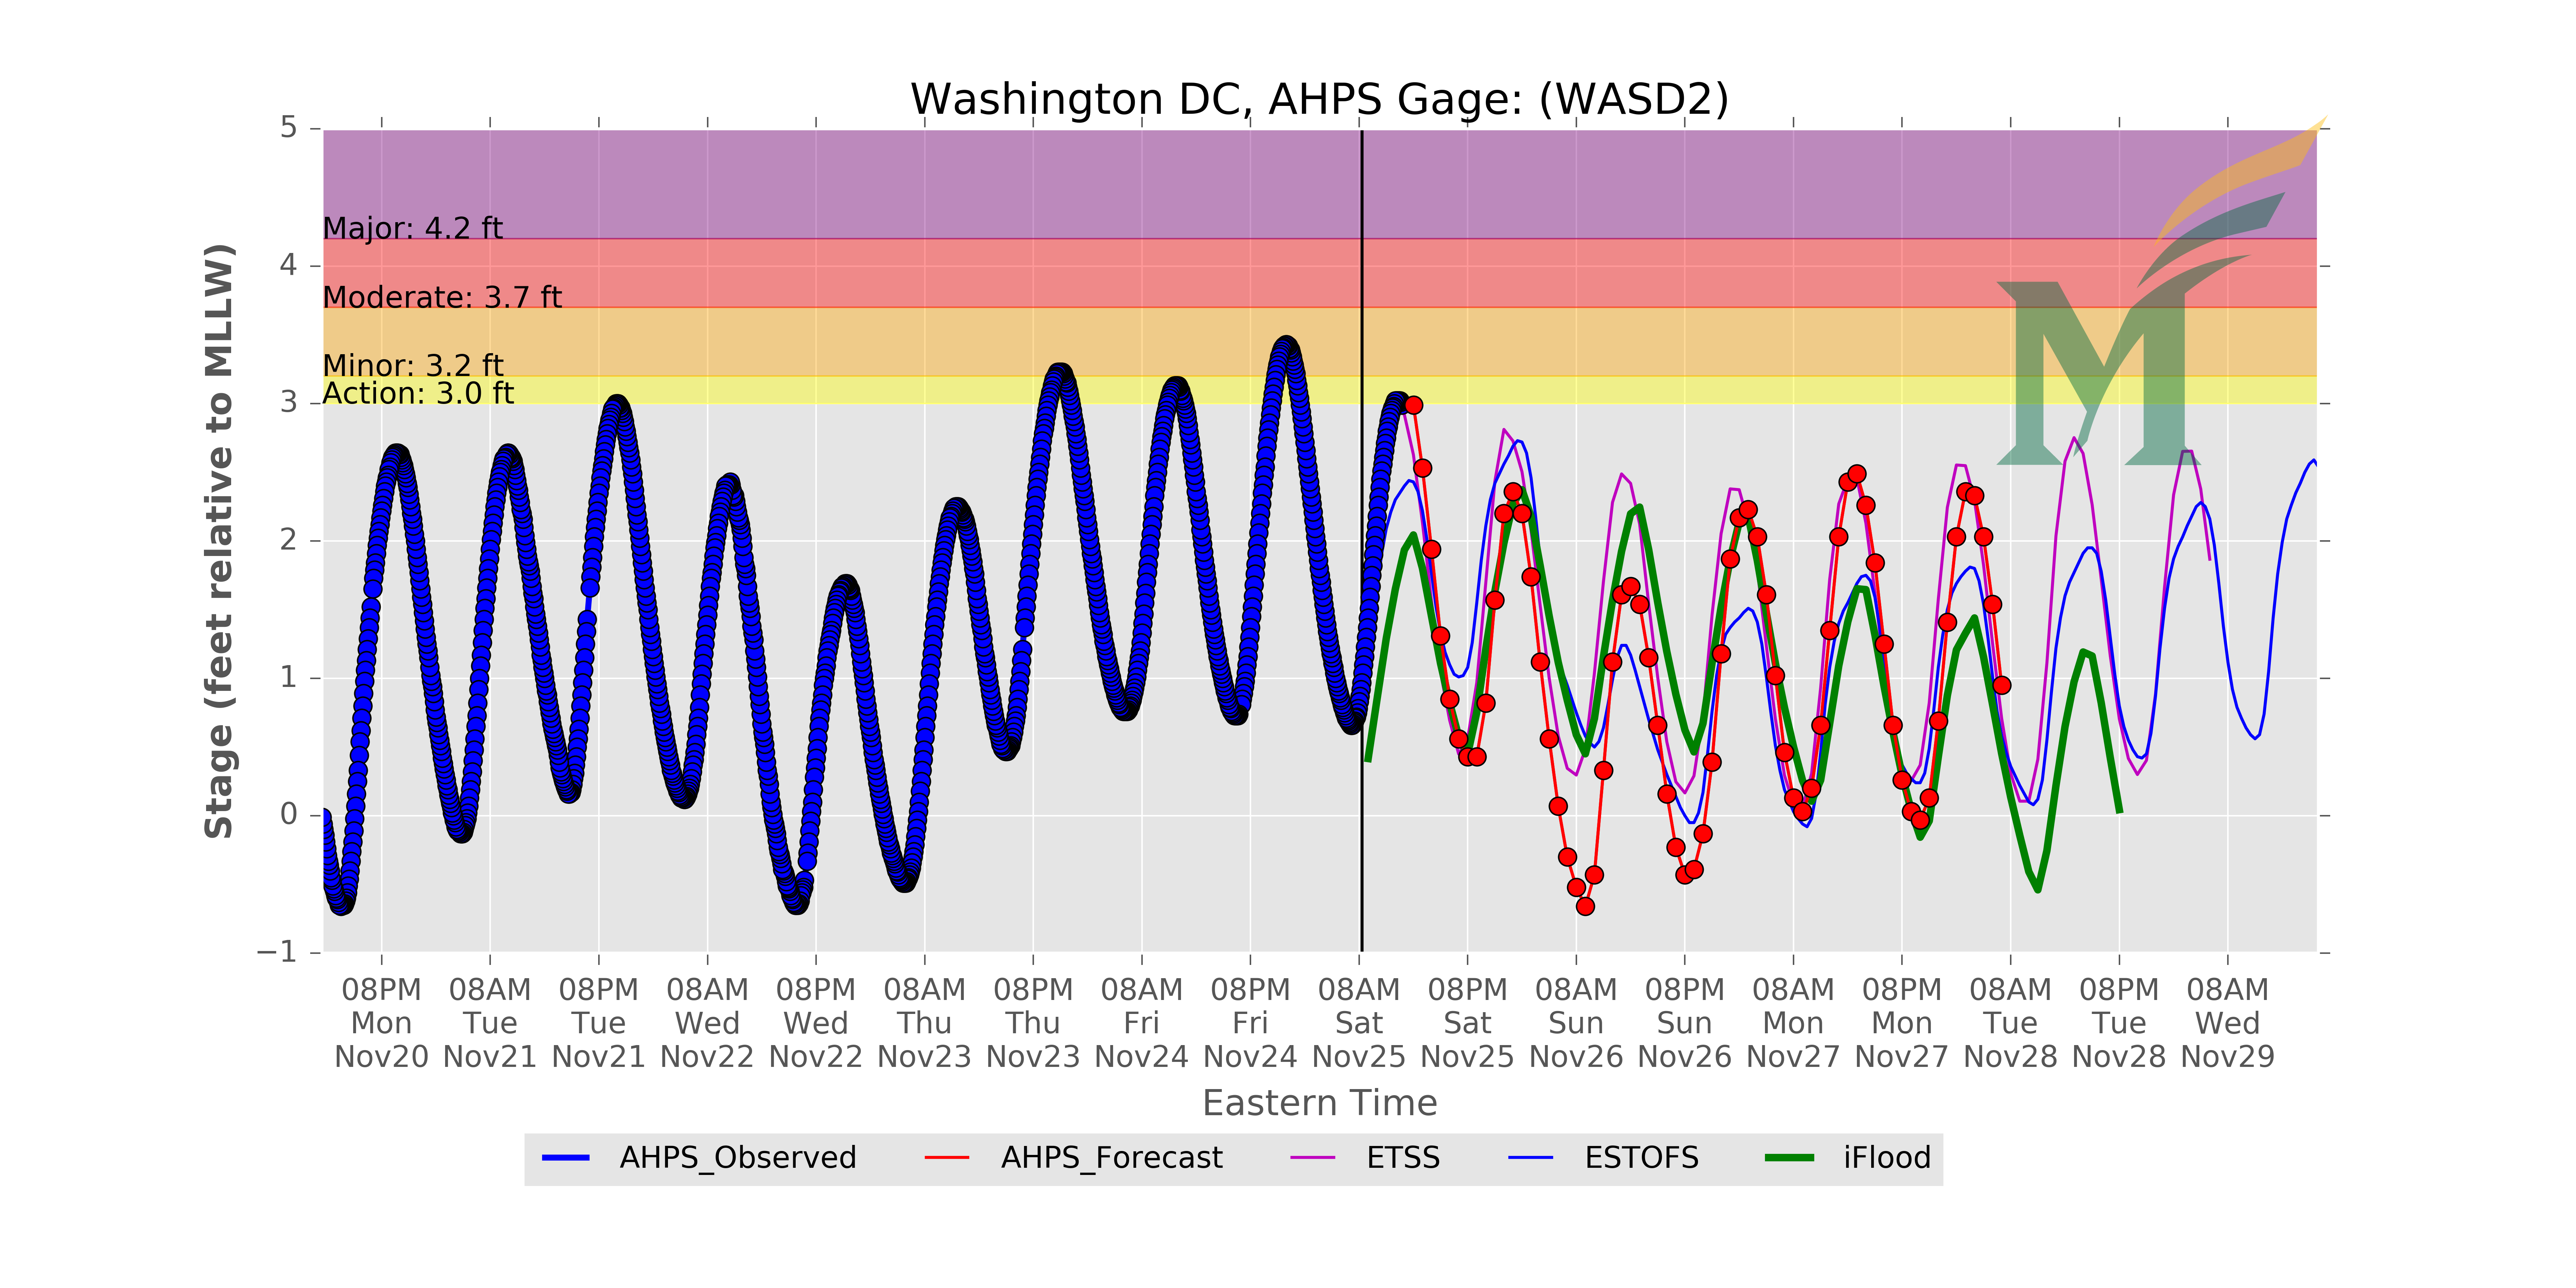 Washington DC, AHPS Gage: (WASD2)
Stage (feet relative to MLLW)
5
4
3
2
1
0
−1
Major: 4.2 ft
Moderate: 3.7 ft
Minor: 3.2 ft
Action: 3.0 ft
08PM 08AM 08PM 08AM 08PM 08AM 08PM 08AM 08PM 08AM 08PM 08AM 08PM 08AM 08PM 08AM 08PM 08AM
Mon Tue Tue Wed Wed Thu Thu Fri Fri Sat Sat Sun Sun Mon Mon Tue Tue Wed
Nov20 Nov21 Nov21 Nov22 Nov22 Nov23 Nov23 Nov24 Nov24 Nov25 Nov25 Nov26 Nov26 Nov27 Nov27 Nov28 Nov28 Nov29
Eastern Time
AHPS_Observed AHPS_Forecast ETSS ESTOFS iFlood